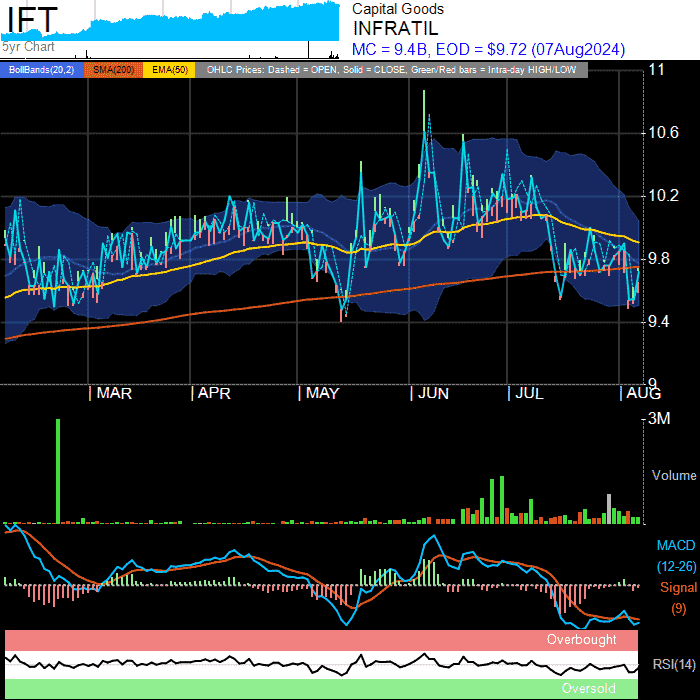 IFT
5yr Chart
Capital Goods
INFRATIL
MC = 9.4B, EOD = $9.72 (07Aug2024)
BollBands(20,2) SMA(200) EMA(50) OHLC Prices: Dashed = OPEN, Solid = CLOSE, Green/Red bars = Intra-day HIGH/LOW
11
10.6
10.2
9.8
9.4
9
| MAR | APR | MAY | JUN | JUL | AUG
3M
Volume
MACD
(12-26)
Signal
(9)
Overbought
RSI(14)
Oversold